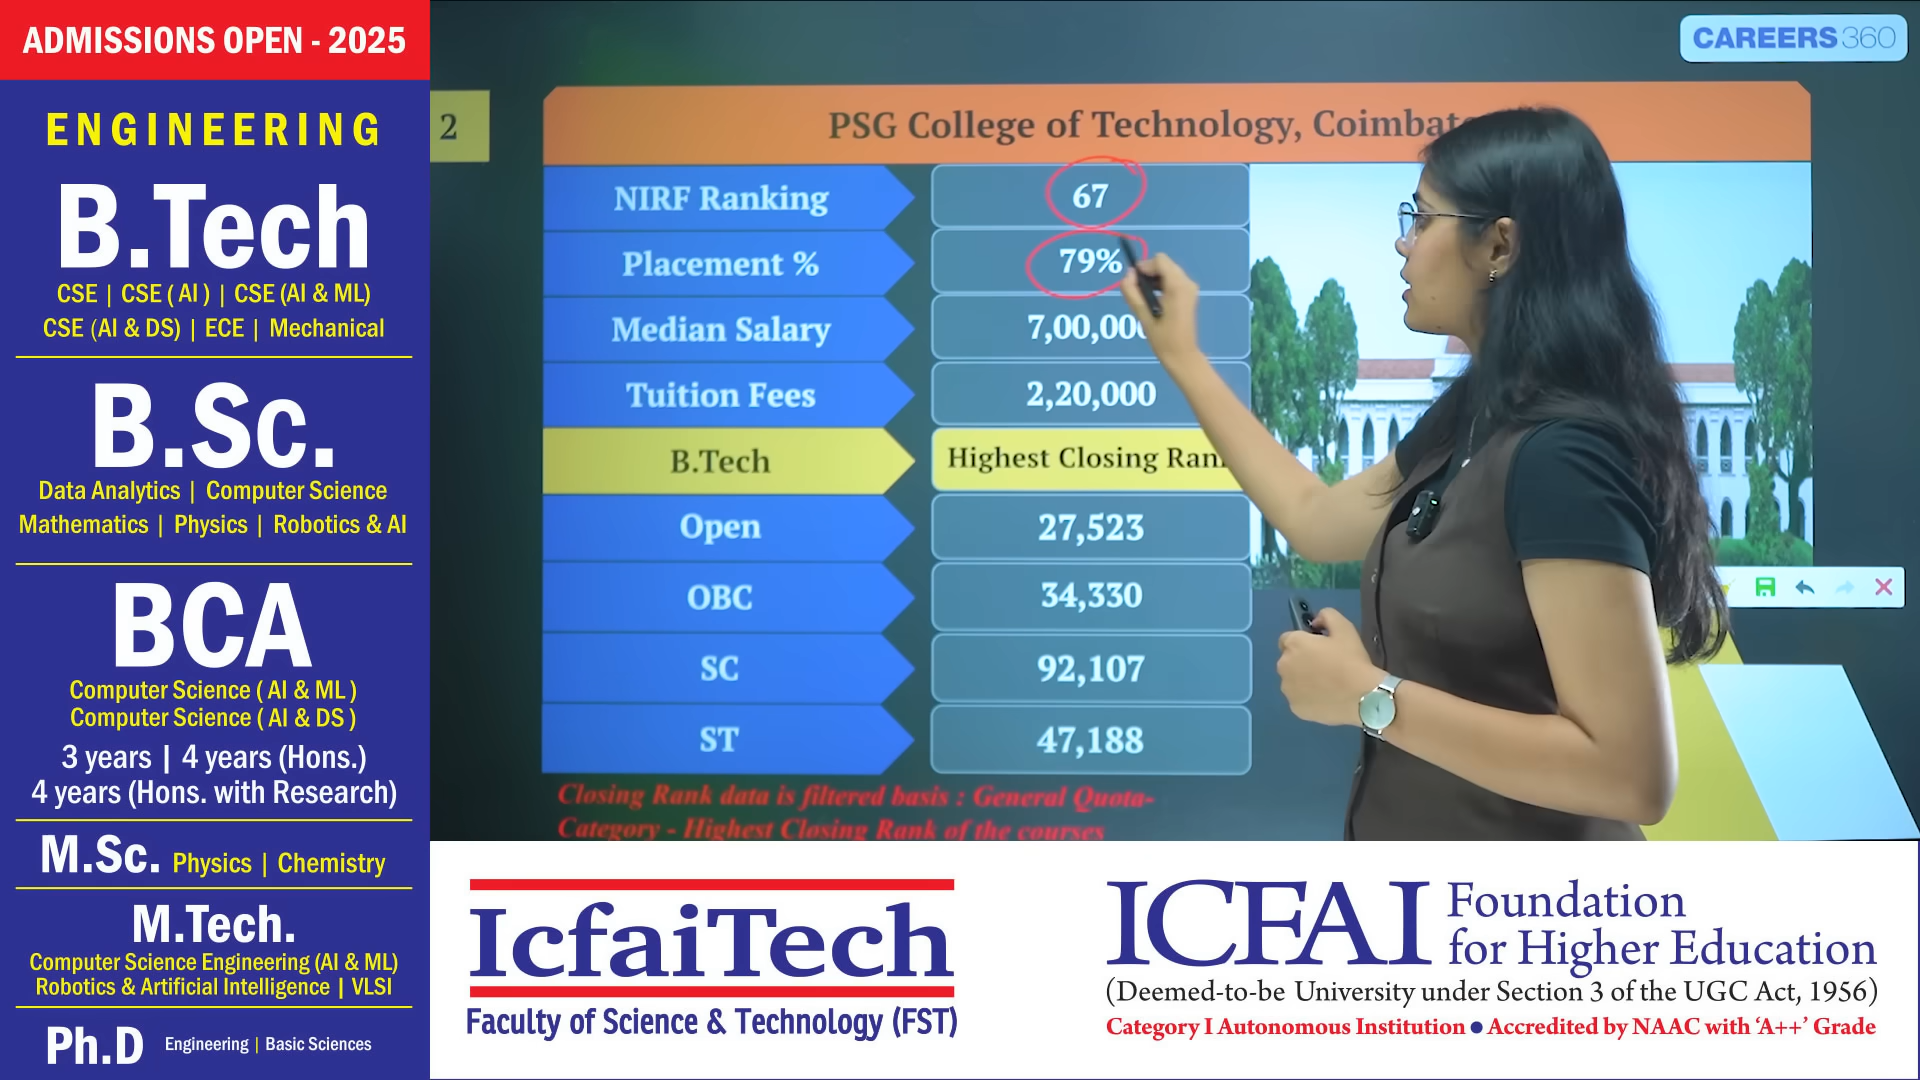 ADMISSIONS OPEN - 2025
ENGINEERING
B.Tech
CSE | CSE ( AI ) | CSE (AI & ML)
CSE (AI & DS) | ECE | Mechanical
B.Sc.
Data Analytics | Computer Science
Mathematics | Physics | Robotics & AI
BCA
Computer Science ( AI & ML )
Computer Science ( AI & DS )
3 years | 4 years (Hons.)
4 years (Hons. with Research)
M.Sc. Physics | Chemistry
M.Tech.
Computer Science Engineering (AI & ML)
Robotics & Artificial Intelligence | VLSI
Ph.D Engineering | Basic Sciences
CAREERS360
2
PSG College of Technology,
NIRF Ranking 67
Placement % 79%
Median Salary
Tuition Fees 2,20,000
B.Tech Highest Closing
Open 27,523
OBC 34,330
SC 92,107
ST 47,188
Closing Rank data is filtered basis : General Quota-
Category - Highest Closing Rank of the courses
IcfaiTech
Faculty of Science & Technology (FST)
ICFAI Foundation
for Higher Education
(Deemed-to-be University under Section 3 of the UGC Act, 1956)
Category I Autonomous Institution • Accredited by NAAC with ‘A++’ Grade